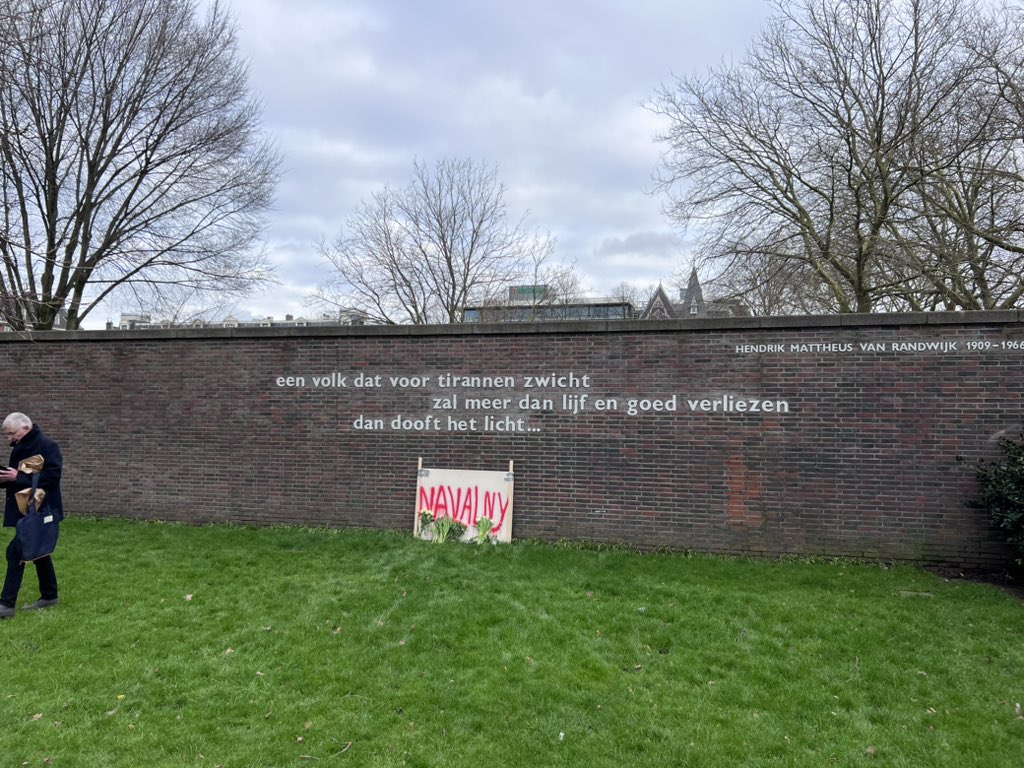 HENDRIK MATTHEUS VAN RANDWIJK 1909–1966
een volk dat voor tirannen zwicht
zal meer dan lijf en goed verliezen
dan dooft het licht...
NAVALNY